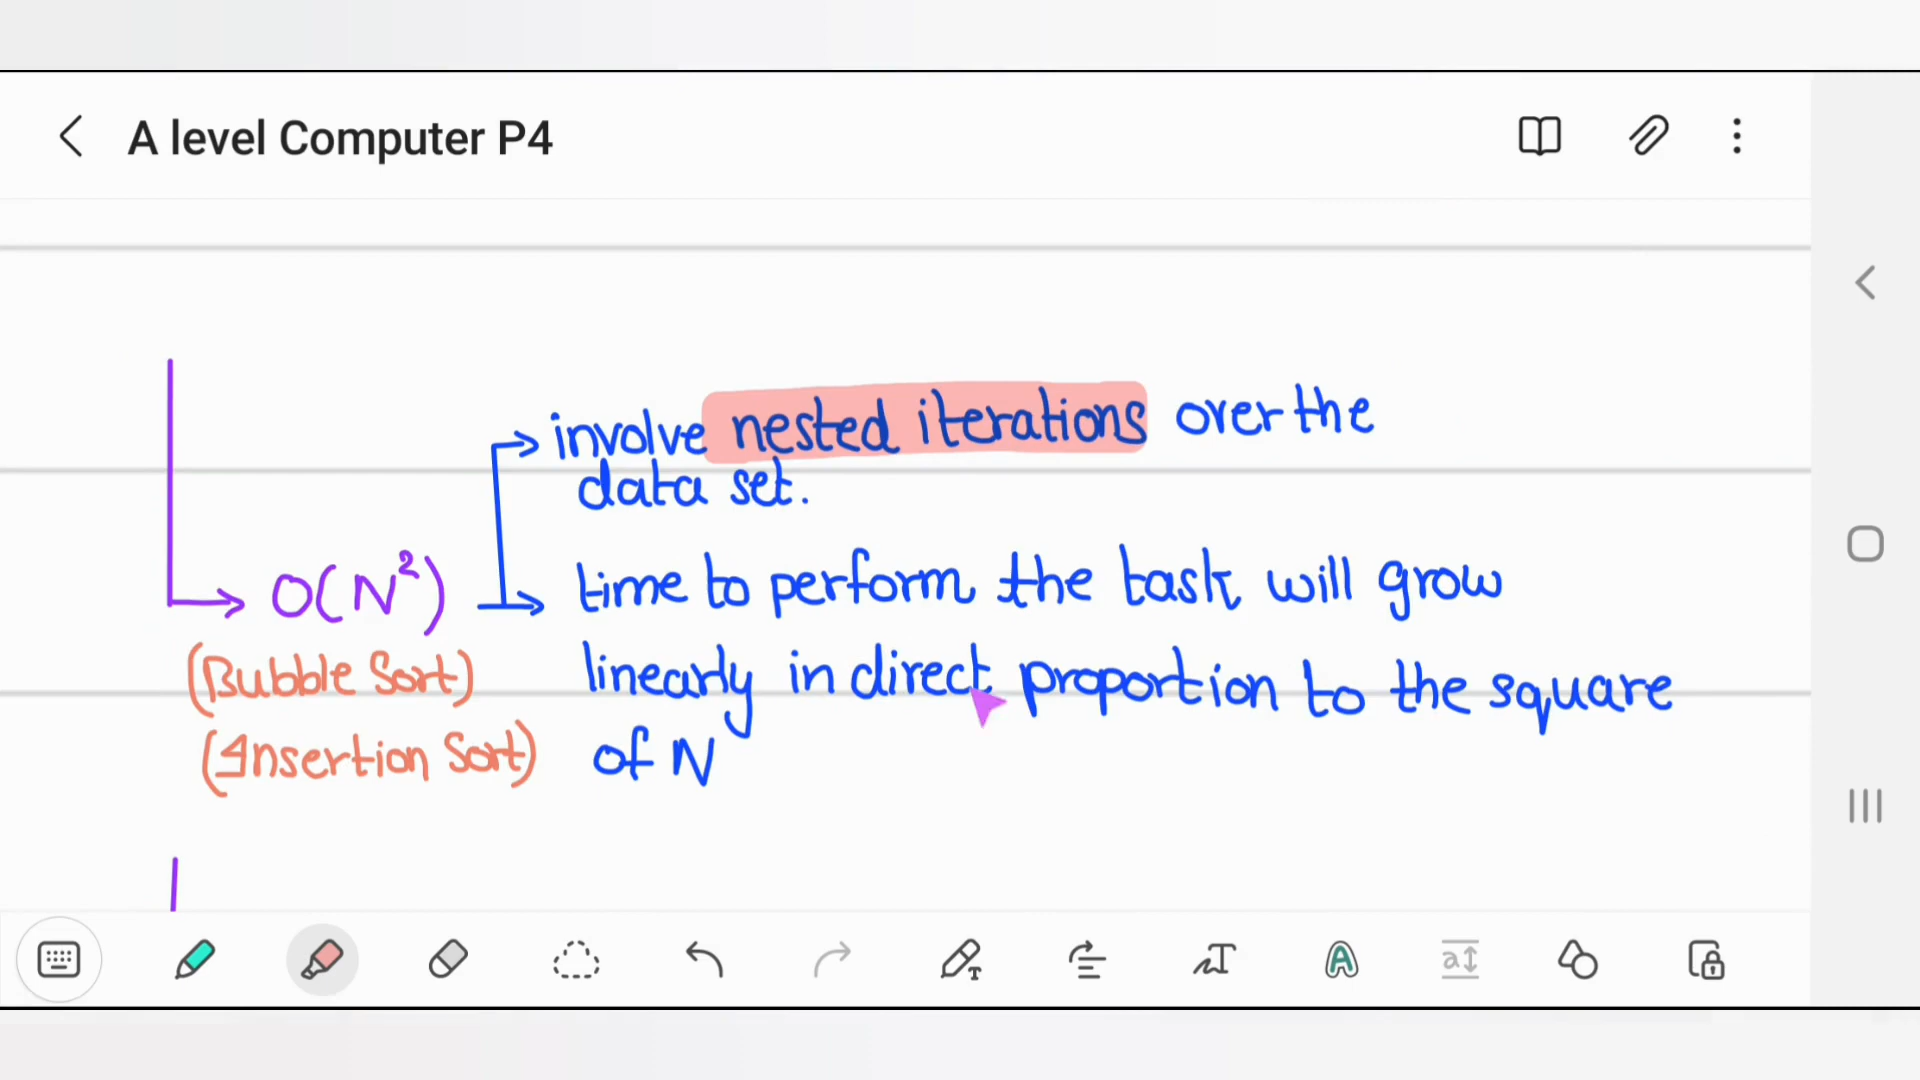 A level Computer P4
involve nested iterations over the
data set.
O(N²)
time to perform the task will grow
linearly in direct proportion to the square
of N
(Bubble Sort)
(Insertion Sort)